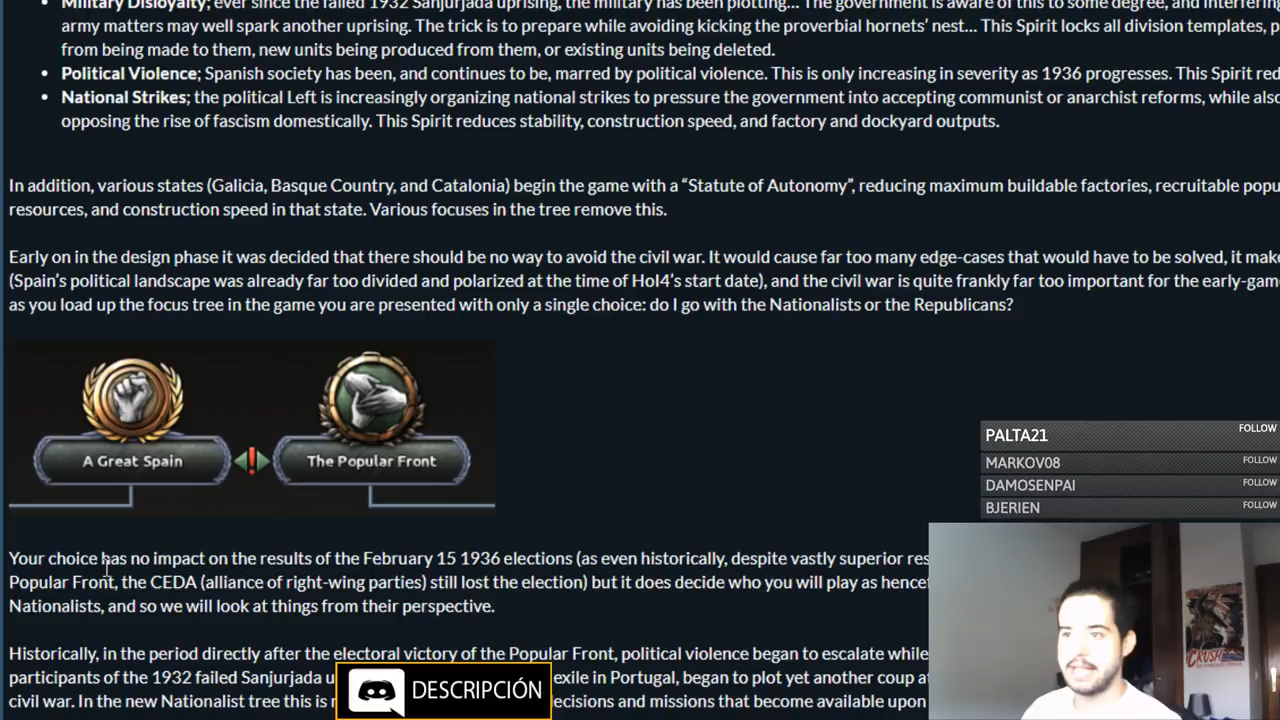 Military Disloyalty; ever since the failed 1932 Sanjurjada uprising, the military has been plotting... The government is aware of this to some degree, and interfering
army matters may well spark another uprising. The trick is to prepare while avoiding kicking the proverbial hornets' nest... This Spirit locks all division templates, p
from being made to them, new units being produced from them, or existing units being deleted.
• Political Violence; Spanish society has been, and continues to be, marred by political violence. This is only increasing in severity as 1936 progresses. This Spirit red
• National Strikes; the political Left is increasingly organizing national strikes to pressure the government into accepting communist or anarchist reforms, while also
opposing the rise of fascism domestically. This Spirit reduces stability, construction speed, and factory and dockyard outputs.
In addition, various states (Galicia, Basque Country, and Catalonia) begin the game with a “Statute of Autonomy”, reducing maximum buildable factories, recruitable popu
resources, and construction speed in that state. Various focuses in the tree remove this.
Early on in the design phase it was decided that there should be no way to avoid the civil war. It would cause far too many edge-cases that would have to be solved, it make
(Spain’s political landscape was already far too divided and polarized at the time of HoI4’s start date), and the civil war is quite frankly far too important for the early-gam
as you load up the focus tree in the game you are presented with only a single choice: do I go with the Nationalists or the Republicans?
A Great Spain
The Popular Front
PALTA21 FOLLOW
MARKOV08 FOLLOW
DAMOSENPAI FOLLOW
BJERIEN FOLLOW
Your choice has no impact on the results of the February 15 1936 elections (as even historically, despite vastly superior res
Popular Front, the CEDA (alliance of right-wing parties) still lost the election) but it does decide who you will play as hence
Nationalists, and so we will look at things from their perspective.
Historically, in the period directly after the electoral victory of the Popular Front, political violence began to escalate while
participants of the 1932 failed Sanjurjada u exile in Portugal, began to plot yet another coup a
civil war. In the new Nationalist tree this is ecisions and missions that become available upon
DESCRIPCIÓN
CRUSH